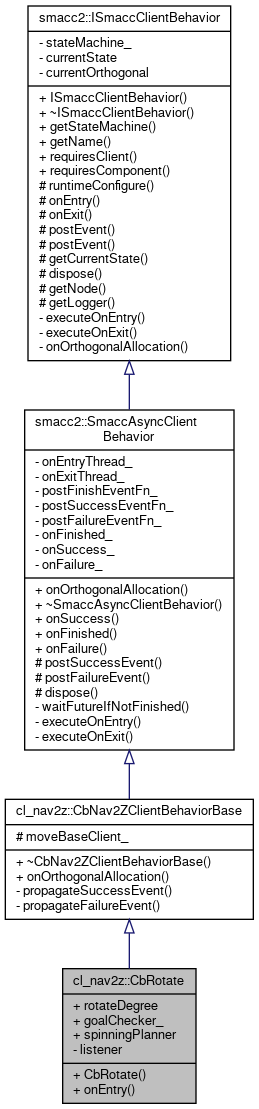 smacc2::ISmaccClientBehavior
- stateMachine_
- currentState
- currentOrthogonal
+ ISmaccClientBehavior()
+ ~ISmaccClientBehavior()
+ getStateMachine()
+ getName()
+ requiresClient()
+ requiresComponent()
# runtimeConfigure()
# onEntry()
# onExit()
# postEvent()
# postEvent()
# getCurrentState()
# dispose()
# getNode()
# getLogger()
- executeOnEntry()
- executeOnExit()
- onOrthogonalAllocation()
smacc2::SmaccAsyncClient
Behavior
- onEntryThread_
- onExitThread_
- postFinishEventFn_
- postSuccessEventFn_
- postFailureEventFn_
- onFinished_
- onSuccess_
- onFailure_
+ onOrthogonalAllocation()
+ ~SmaccAsyncClientBehavior()
+ onSuccess()
+ onFinished()
+ onFailure()
# postSuccessEvent()
# postFailureEvent()
# dispose()
- waitFutureIfNotFinished()
- executeOnEntry()
- executeOnExit()
cl_nav2z::CbNav2ZClientBehaviorBase
# moveBaseClient_
+ ~CbNav2ZClientBehaviorBase()
+ onOrthogonalAllocation()
- propagateSuccessEvent()
- propagateFailureEvent()
cl_nav2z::CbRotate
+ rotateDegree
+ goalChecker_
+ spinningPlanner
- listener
+ CbRotate()
+ onEntry()